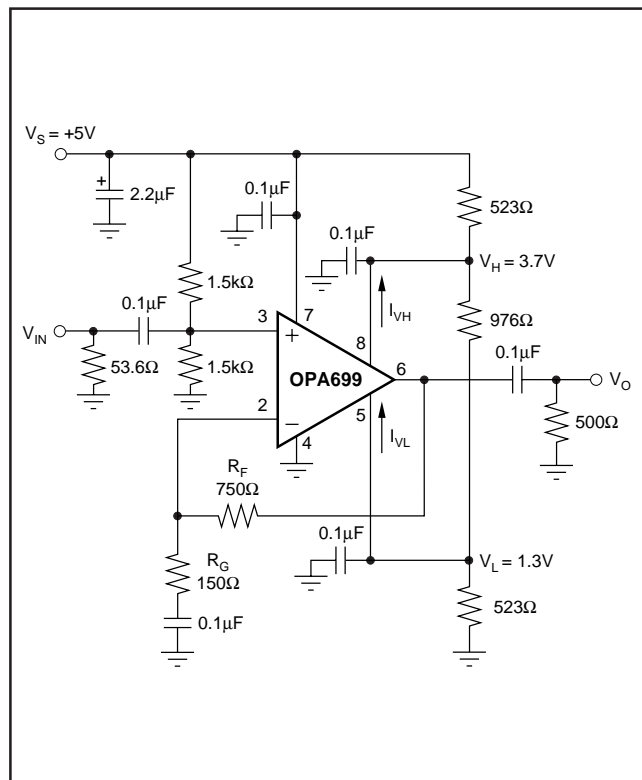 V_S = +5V
2.2μF
+
0.1μF
523Ω
0.1μF
V_H = 3.7V
1.5kΩ
I_VH
976Ω
0.1μF
V_IN
3
+
7
8
6
0.1μF
V_O
53.6Ω
1.5kΩ
OPA699
500Ω
2
−
4
5
I_VL
R_F
750Ω
0.1μF
V_L = 1.3V
R_G
150Ω
523Ω
0.1μF